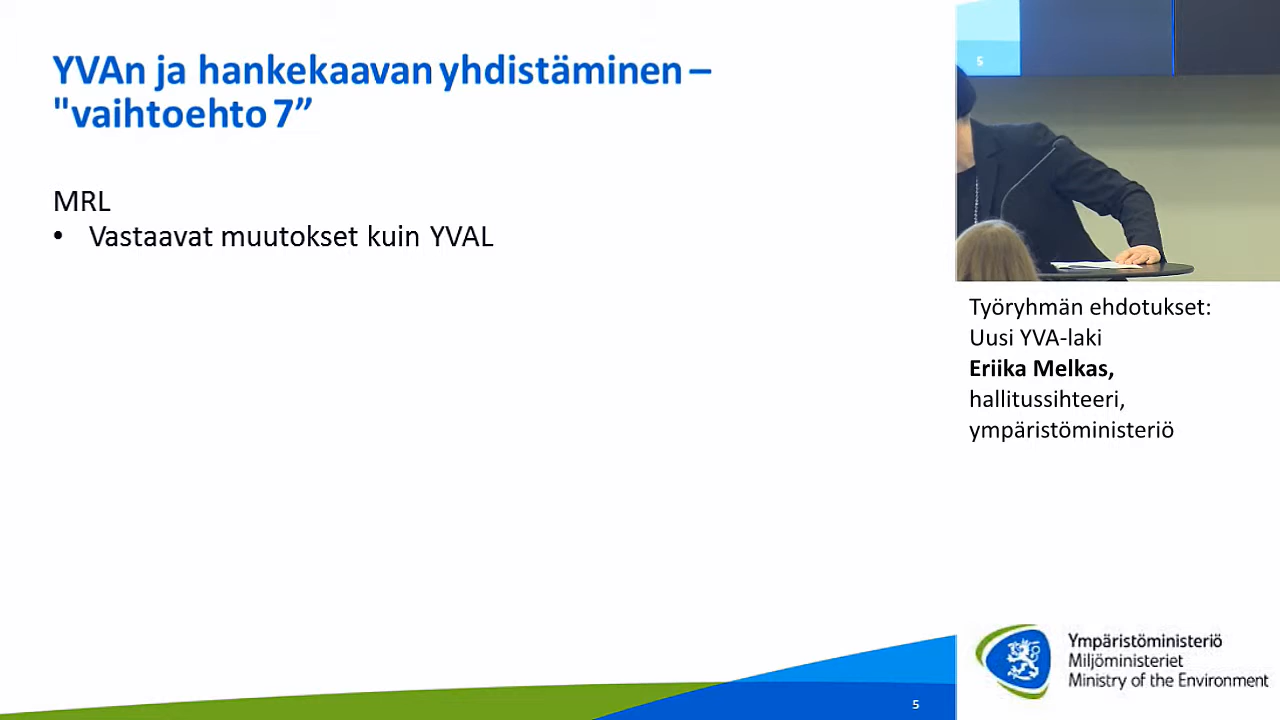 YVAn ja hankekaavan yhdistäminen –
"vaihtoehto 7”
MRL
• Vastaavat muutokset kuin YVAL
5
5
Työryhmän ehdotukset:
Uusi YVA-laki
Eriika Melkas,
hallitussihteeri,
ympäristöministeriö
Ympäristöministeriö
Miljöministeriet
Ministry of the Environment